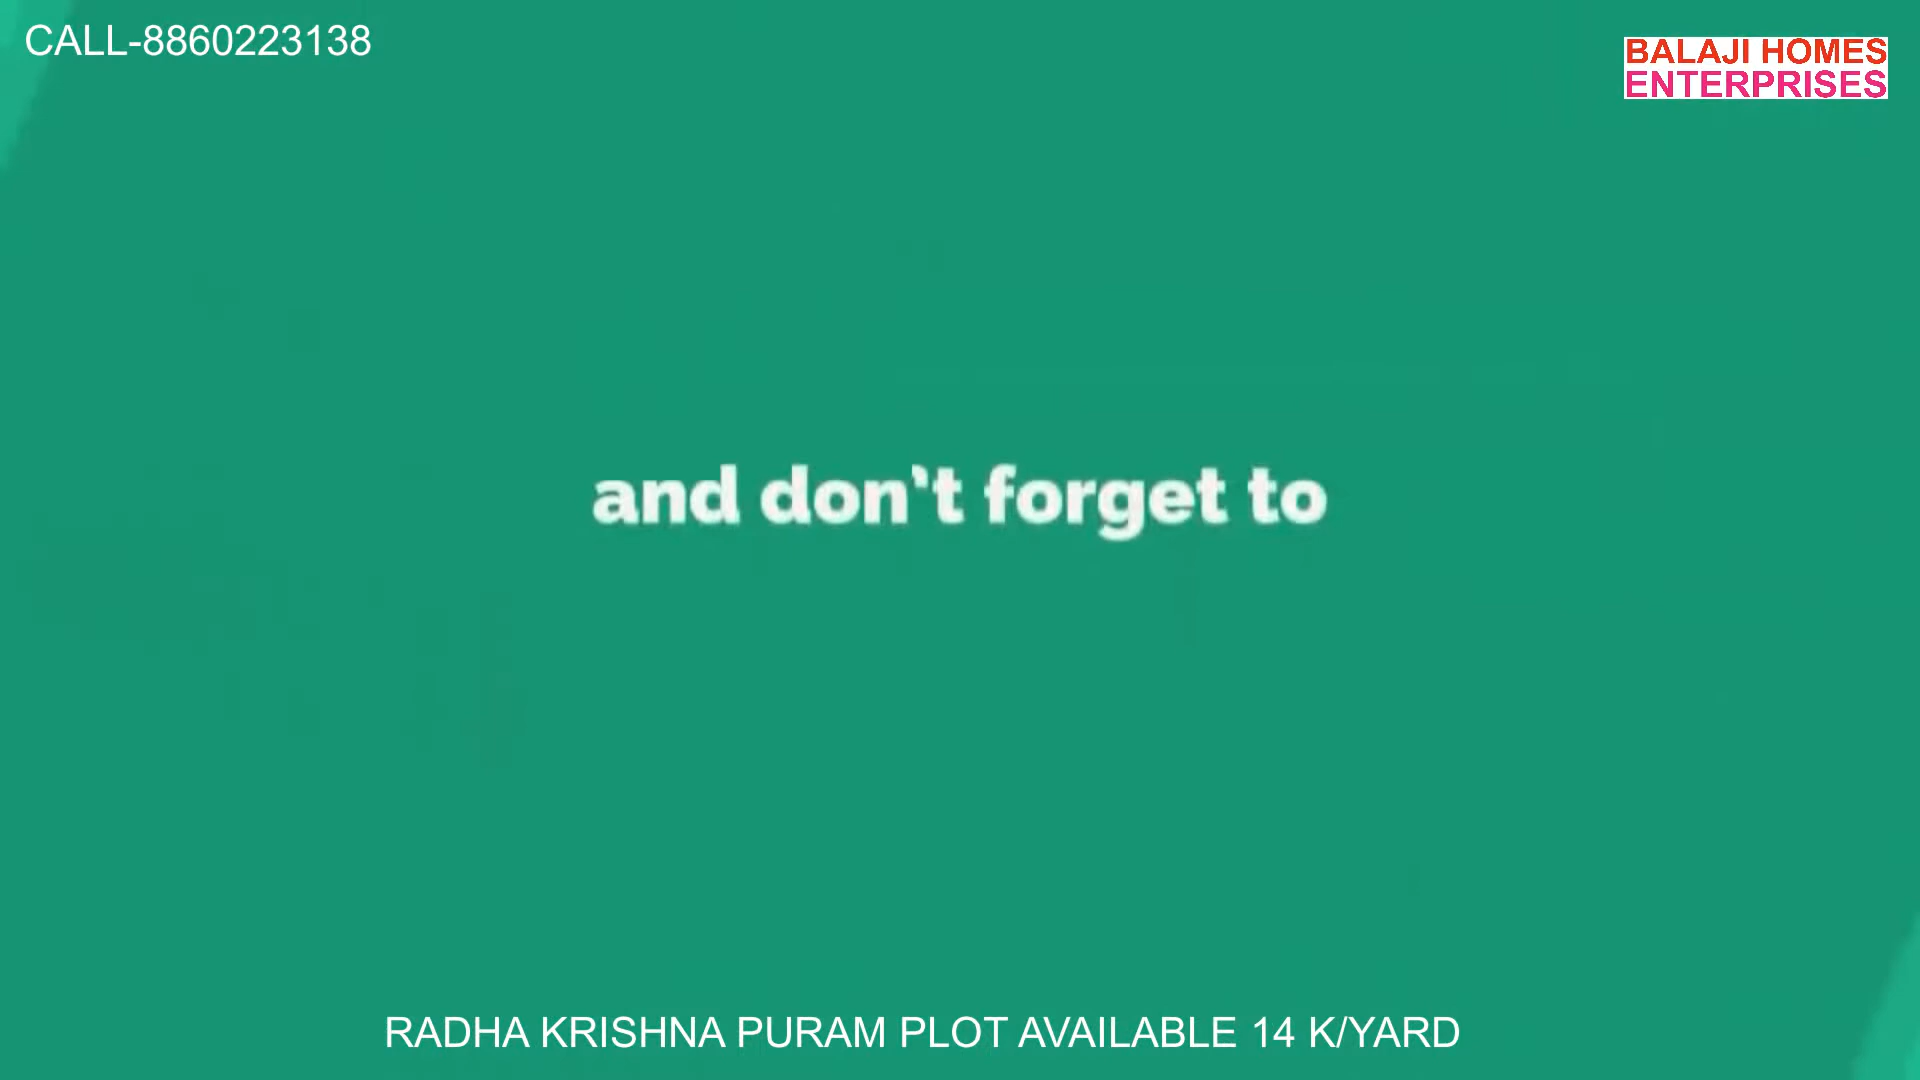 CALL-8860223138
BALAJI HOMES
ENTERPRISES
and don't forget to
RADHA KRISHNA PURAM PLOT AVAILABLE 14 K/YARD